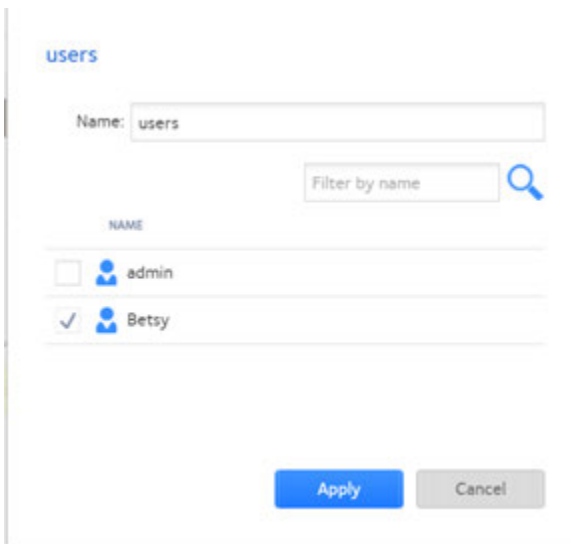 users
Name: users
Filter by name
NAME
admin
Betsy
Apply Cancel